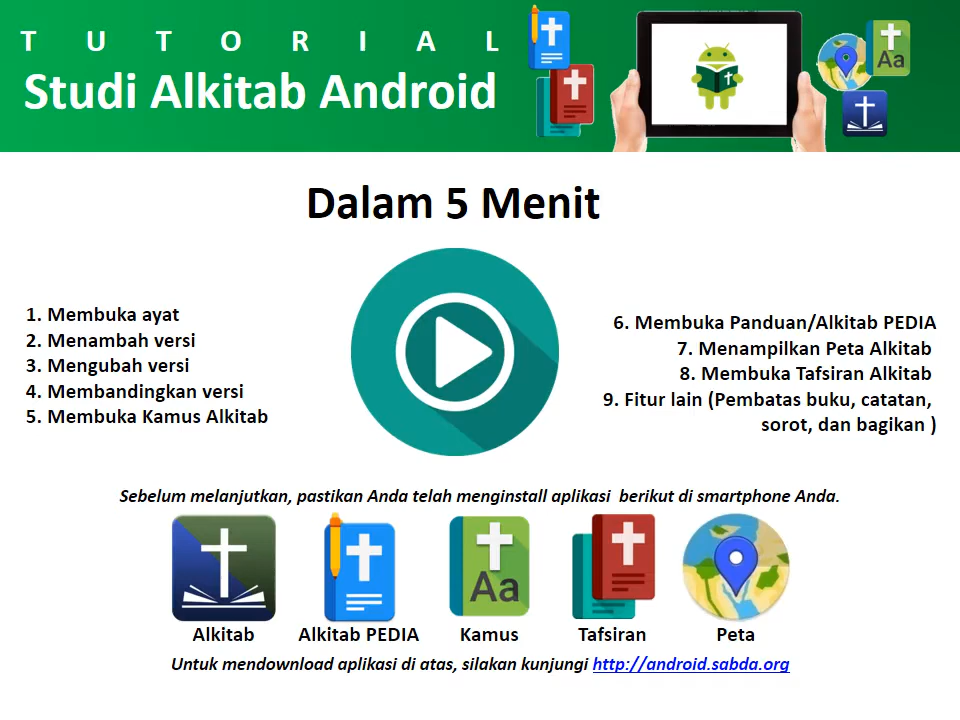 T U T O R I A L
Studi Alkitab Android
Dalam 5 Menit
1. Membuka ayat
2. Menambah versi
3. Mengubah versi
4. Membandingkan versi
5. Membuka Kamus Alkitab
6. Membuka Panduan/Alkitab PEDIA
7. Menampilkan Peta Alkitab
8. Membuka Tafsiran Alkitab
9. Fitur lain (Pembatas buku, catatan,
sorot, dan bagikan )
Sebelum melanjutkan, pastikan Anda telah menginstall aplikasi  berikut di smartphone Anda.
Aa
Aa
Alkitab
Alkitab PEDIA
Kamus
Tafsiran
Peta
Untuk mendownload aplikasi di atas, silakan kunjungi http://android.sabda.org